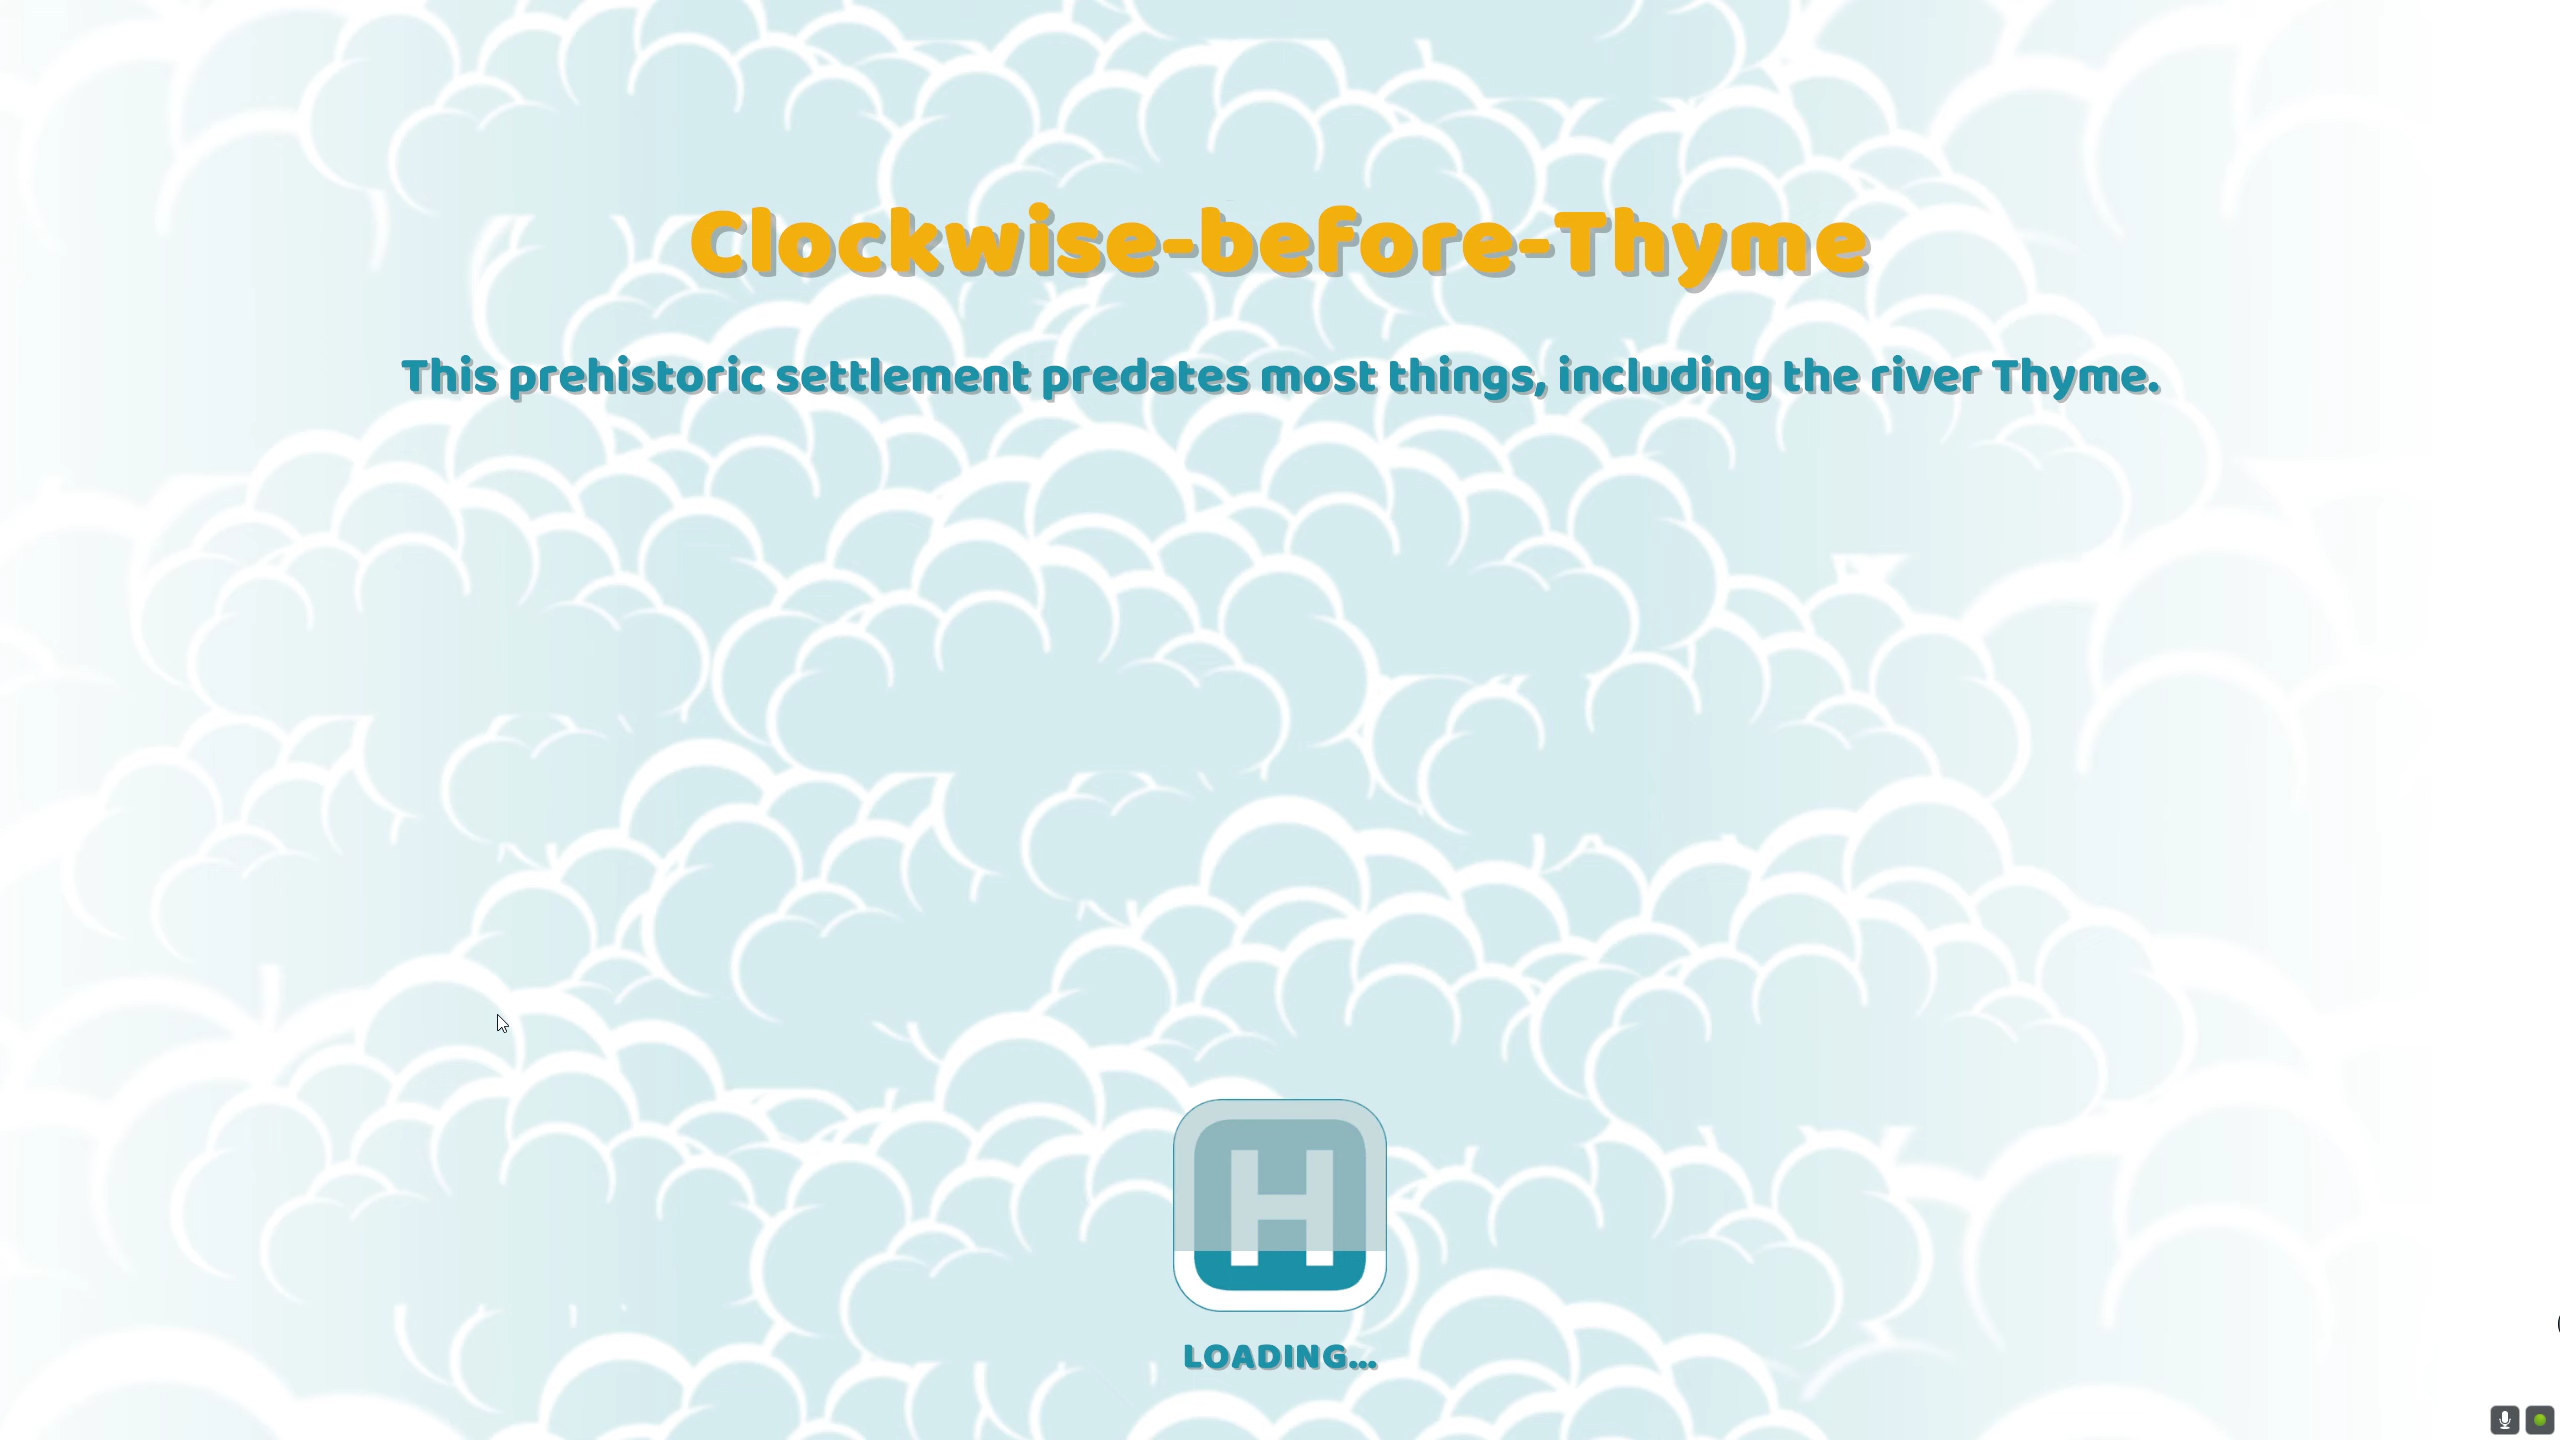 Clockwise-before-Thyme
This prehistoric settlement predates most things, including the river Thyme.
H
LOADING...